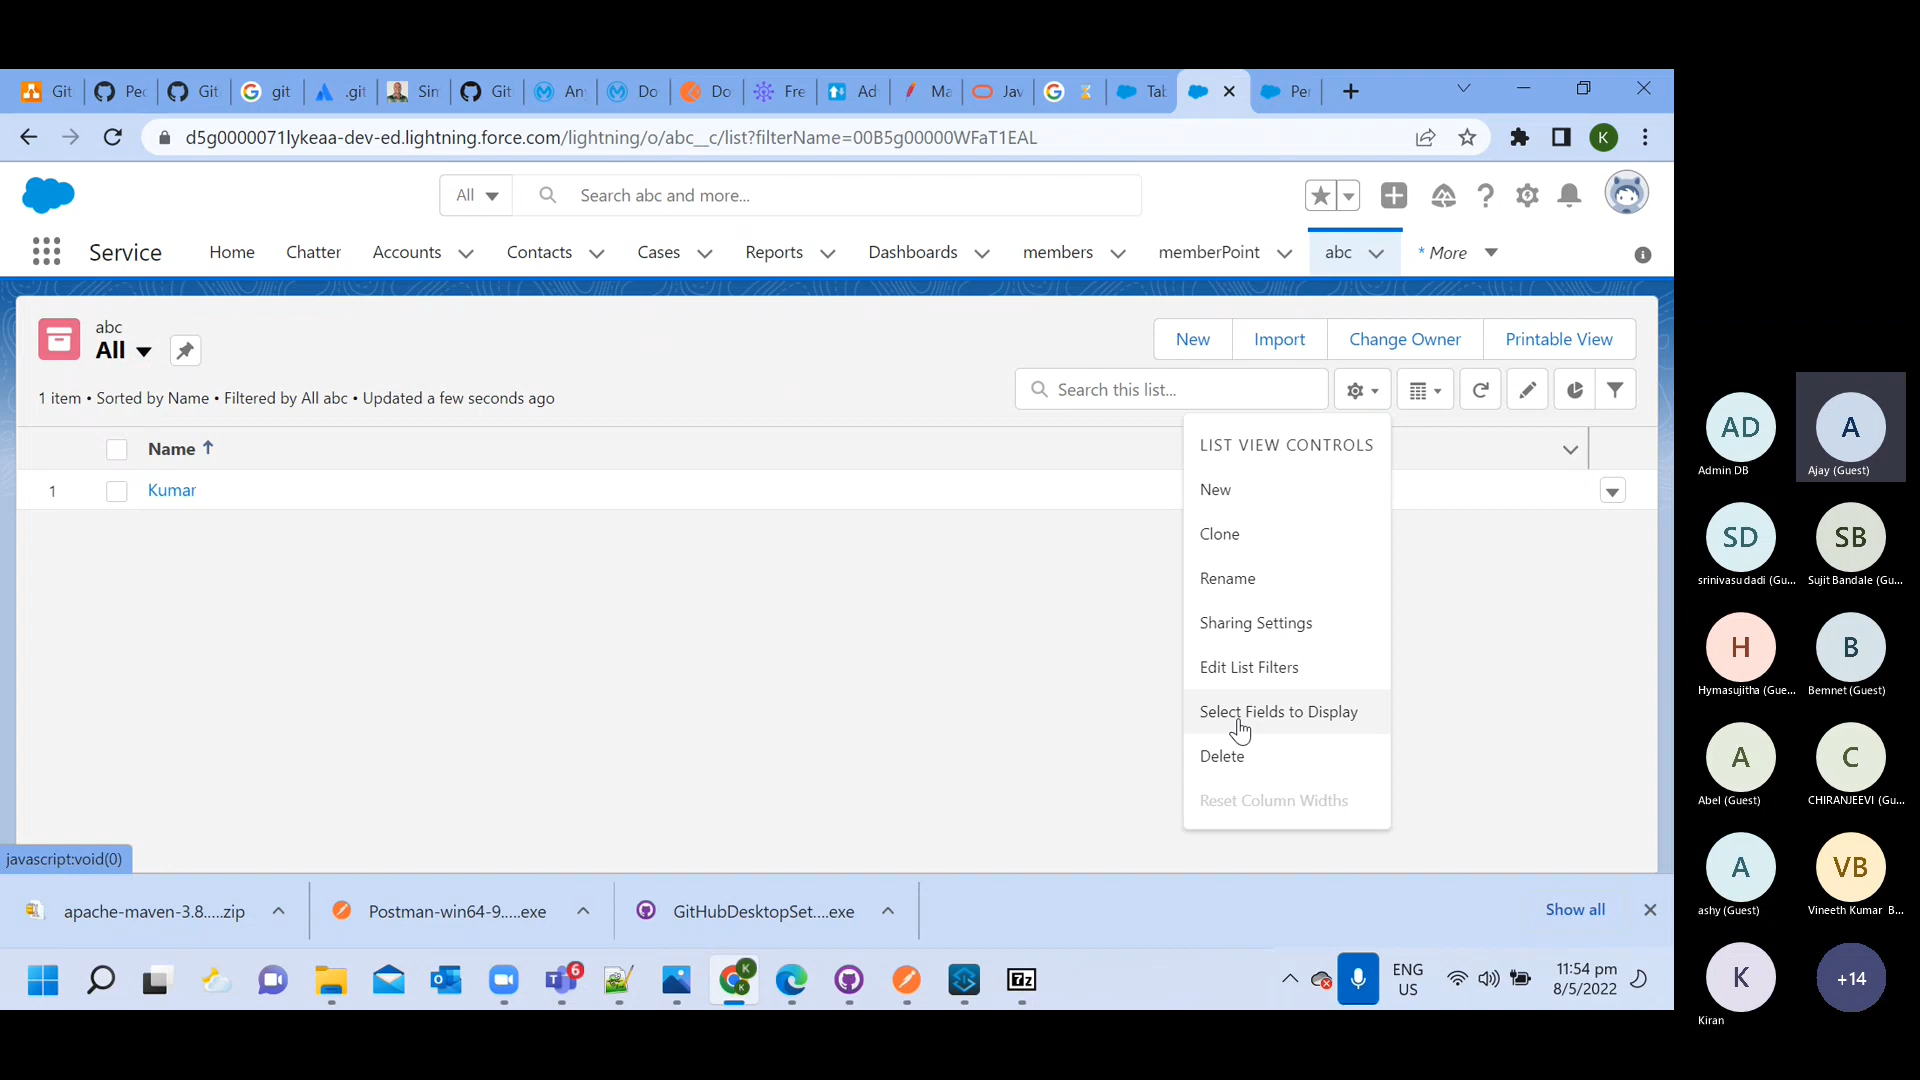 Git
Pec
Git
git
.git
Sin
Git
An
Do
Do
Fre
Ad
Ma
Jav
Tab
Per
d5g0000071lykeaa-dev-ed.lightning.force.com/lightning/o/abc__c/list?filterName=00B5g00000WFaT1EAL
K
All
Search abc and more...
Service
Home
Chatter
Accounts
Contacts
Cases
Reports
Dashboards
members
memberPoint
abc
* More
abc
All
New
Import
Change Owner
Printable View
1 item • Sorted by Name • Filtered by All abc • Updated a few seconds ago
Search this list...
Name
1
Kumar
LIST VIEW CONTROLS
New
Clone
Rename
Sharing Settings
Edit List Filters
Select Fields to Display
Delete
Reset Column Widths
javascript:void(0)
apache-maven-3.8.....zip
Postman-win64-9.....exe
GitHubDesktopSet....exe
Show all
6
K
7z
ENG
US
11:54 pm
8/5/2022
AD
Admin DB
A
Ajay (Guest)
SD
srinivasu dadi (Gu...
SB
Sujit Bandale (Gu...
H
Hymasujitha (Gue...
B
Bemnet (Guest)
A
Abel (Guest)
C
CHIRANJEEVI (Gu...
A
ashy (Guest)
VB
Vineeth Kumar B...
K
Kiran
+14